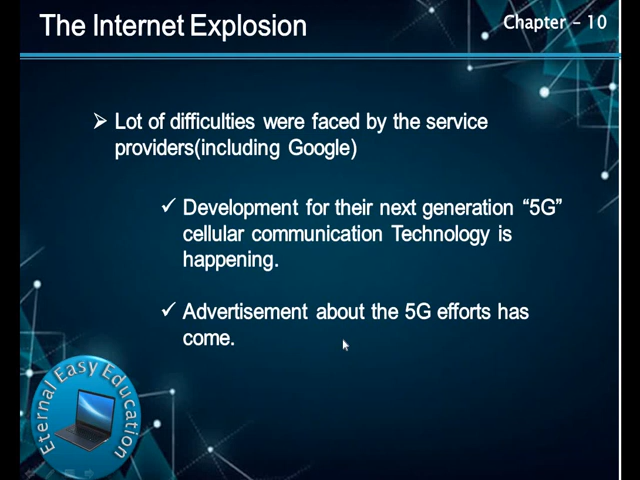 The Internet Explosion
Chapter – 10
➢ Lot of difficulties were faced by the service
providers(including Google)
✓ Development for their next generation “5G”
cellular communication Technology is
happening.
✓ Advertisement about the 5G efforts has
come.
Eternal Easy Education